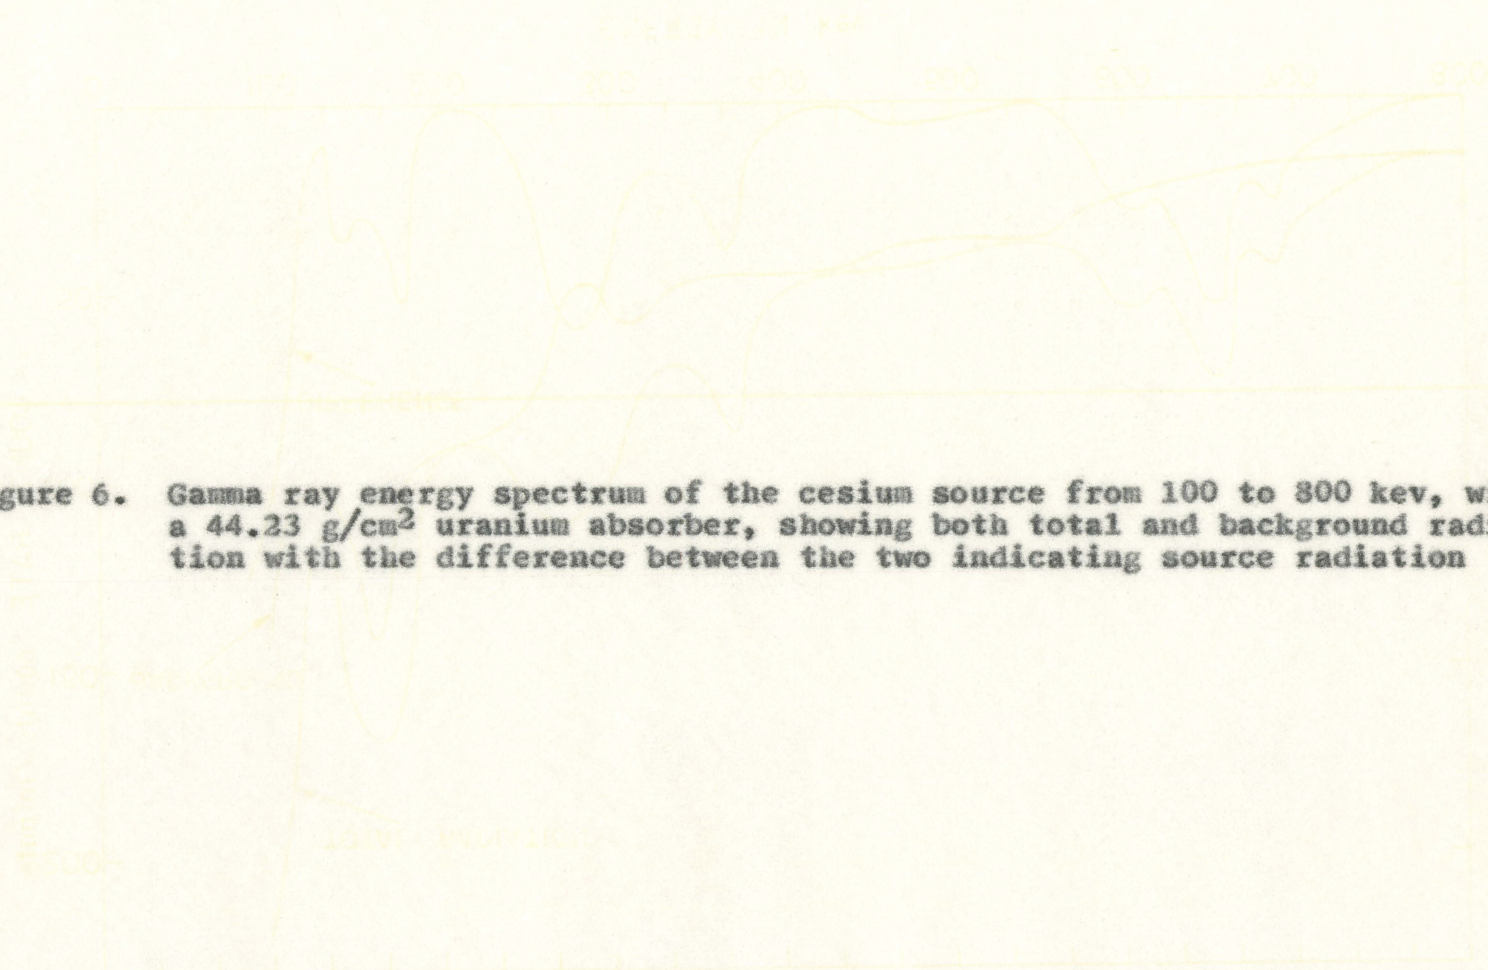 gure 6. Gamma ray energy spectrum of the cesium source from 100 to 800 kev, w
a 44.23 g/cm² uranium absorber, showing both total and background rad
tion with the difference between the two indicating source radiation